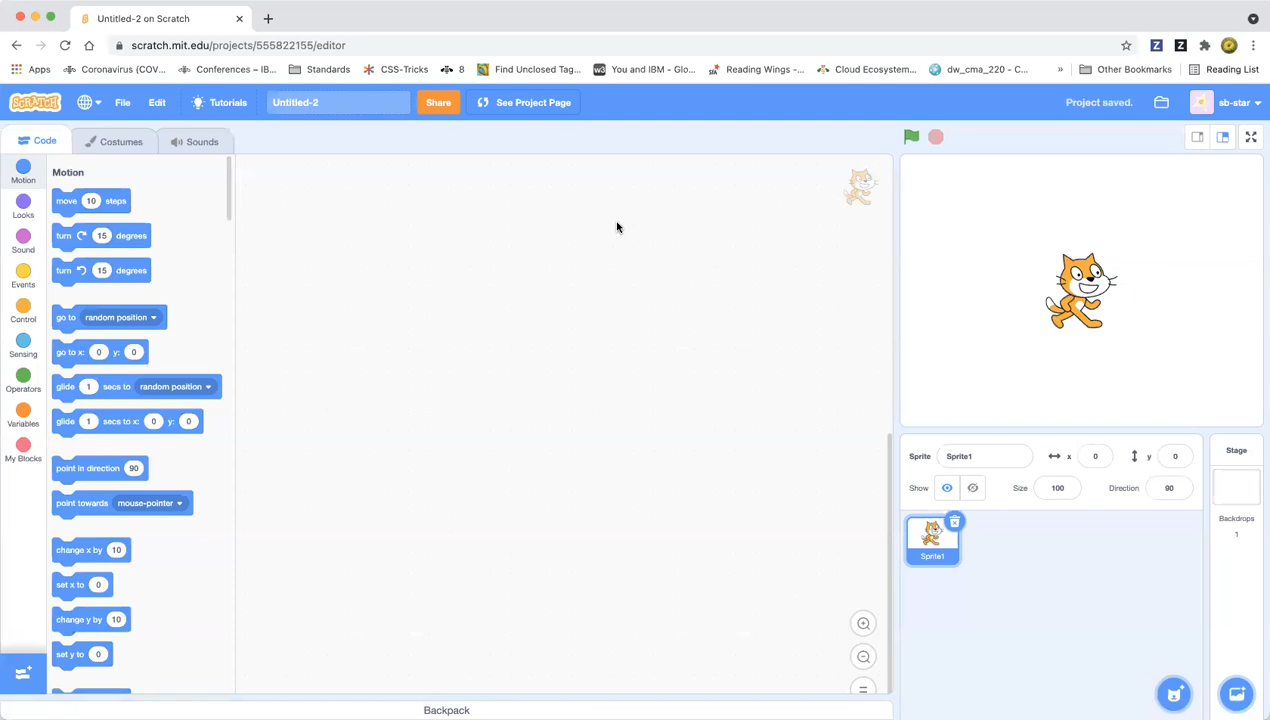 Untitled-2 on Scratch
scratch.mit.edu/projects/555822155/editor
Apps Coronavirus (COV... Conferences – IB... Standards CSS-Tricks 8 Find Unclosed Tag... w3 You and IBM - Glo... Reading Wings -... Cloud Ecosystem... dw_cma_220 - C... » Other Bookmarks Reading List
SCRATCH File Edit Tutorials Untitled-2 Share See Project Page Project saved. sb-star
Code Costumes Sounds
Motion
Looks
Sound
Events
Control
Sensing
Operators
Variables
My Blocks
Motion
move 10 steps
turn 15 degrees
turn 15 degrees
go to random position
go to x: 0 y: 0
glide 1 secs to random position
glide 1 secs to x: 0 y: 0
point in direction 90
point towards mouse-pointer
change x by 10
set x to 0
change y by 10
set y to 0
Backpack
Sprite Sprite1 x 0 y 0
Show Size 100 Direction 90
Sprite1
Stage
Backdrops
1